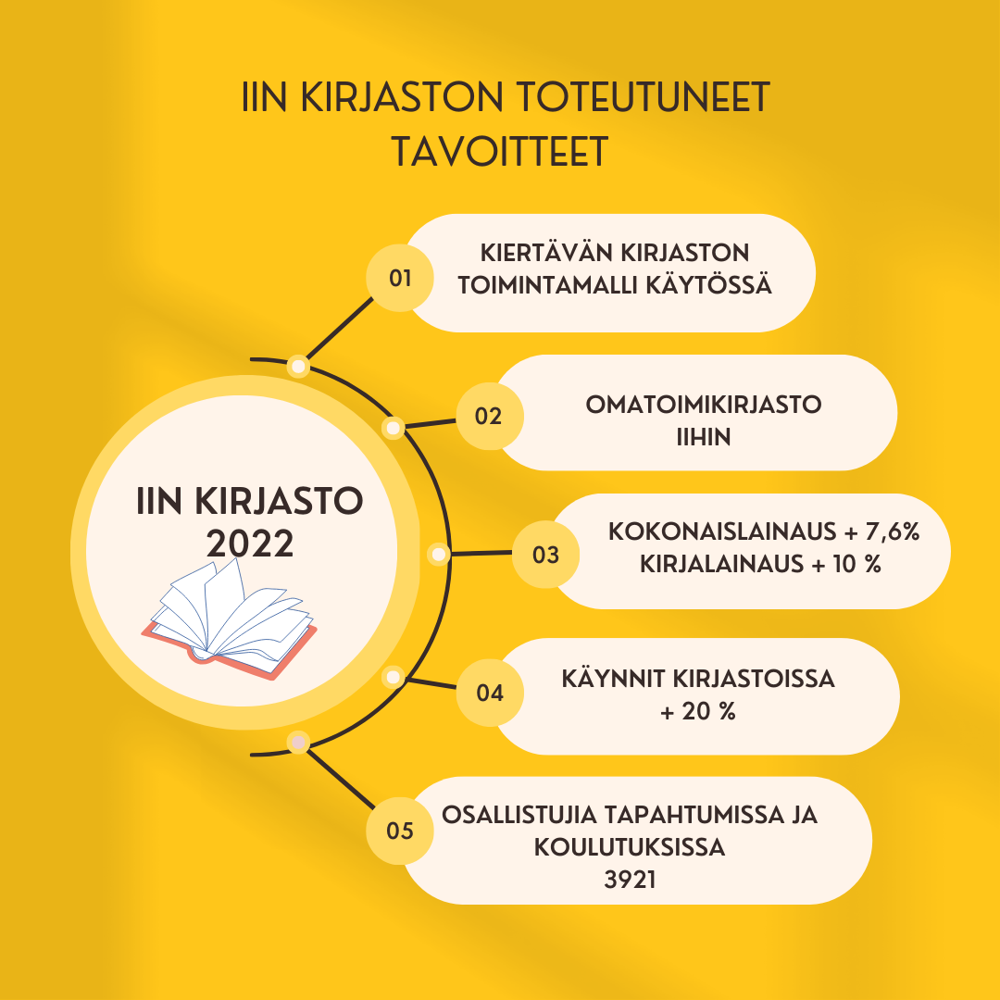 IIN KIRJASTON TOTEUTUNEET
TAVOITTEET
01
KIERTÄVÄN KIRJASTON
TOIMINTAMALLI KÄYTÖSSÄ
02
OMATOIMIKIRJASTO
IIHIN
IIN KIRJASTO
2022
03
KOKONAISLAINAUS + 7,6%
KIRJALAINAUS + 10 %
04
KÄYNNIT KIRJASTOISSA
+ 20 %
05
OSALLISTUJIA TAPAHTUMISSA JA
KOULUTUKSISSA
3921